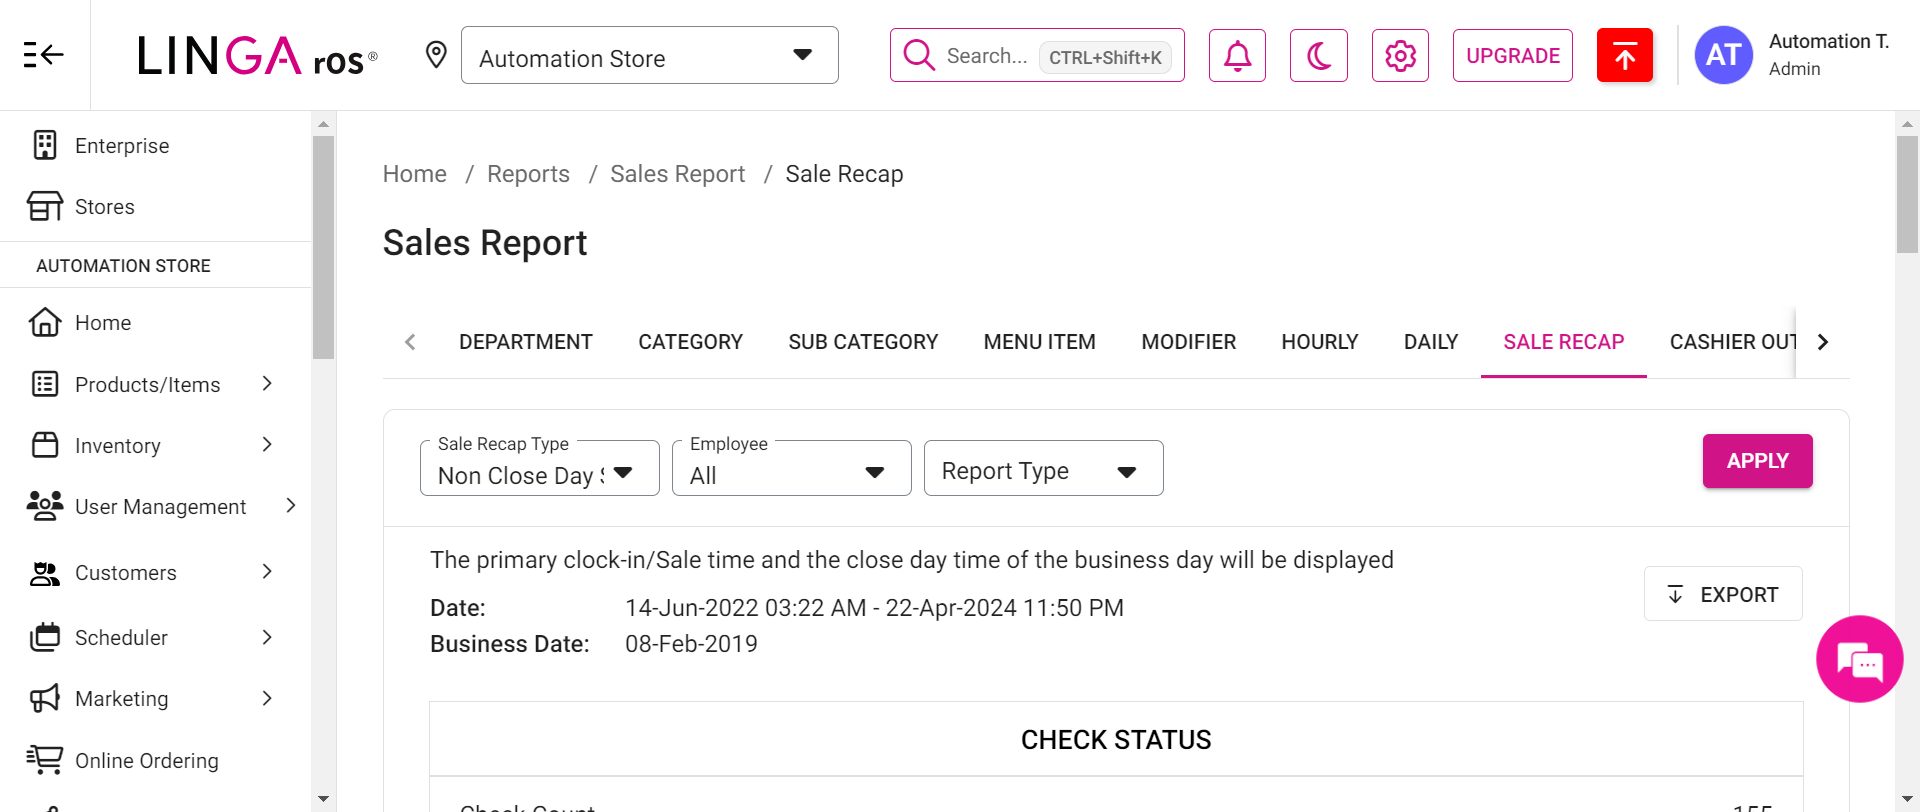 LINGA ros®
Automation Store
Search... CTRL+Shift+K
UPGRADE
AT
Automation T.
Admin
Enterprise
Stores
AUTOMATION STORE
Home
Products/Items
Inventory
User Management
Customers
Scheduler
Marketing
Online Ordering
Home / Reports / Sales Report / Sale Recap
Sales Report
DEPARTMENT CATEGORY SUB CATEGORY MENU ITEM MODIFIER HOURLY DAILY SALE RECAP CASHIER OUT
Sale Recap Type
Non Close Day
Employee
All
Report Type
APPLY
The primary clock-in/Sale time and the close day time of the business day will be displayed
Date: 14-Jun-2022 03:22 AM - 22-Apr-2024 11:50 PM
Business Date: 08-Feb-2019
EXPORT
CHECK STATUS
Check Count 155